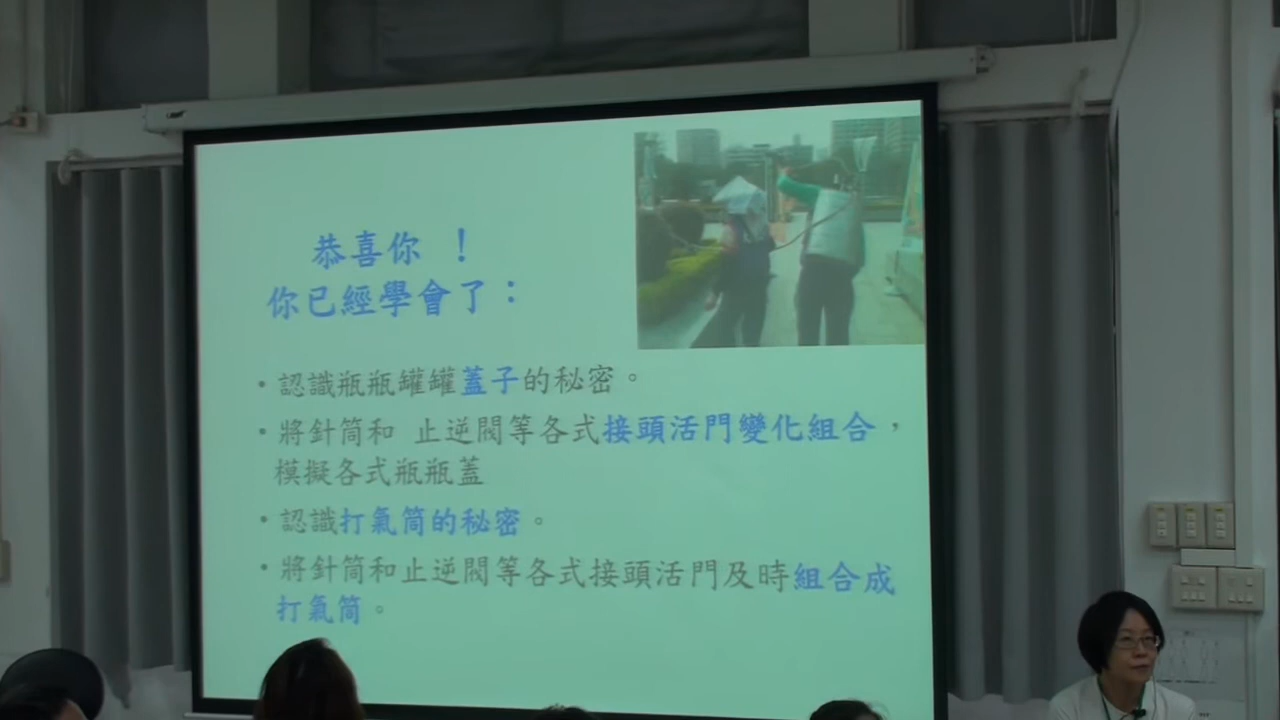 恭喜你 !
你已經學會了：
•認識瓶瓶罐罐蓋子的秘密。
•將針筒和 止逆閥等各式接頭活門變化組合，
模擬各式瓶瓶蓋
•認識打氣筒的秘密。
•將針筒和止逆閥等各式接頭活門及時組合成
打氣筒。